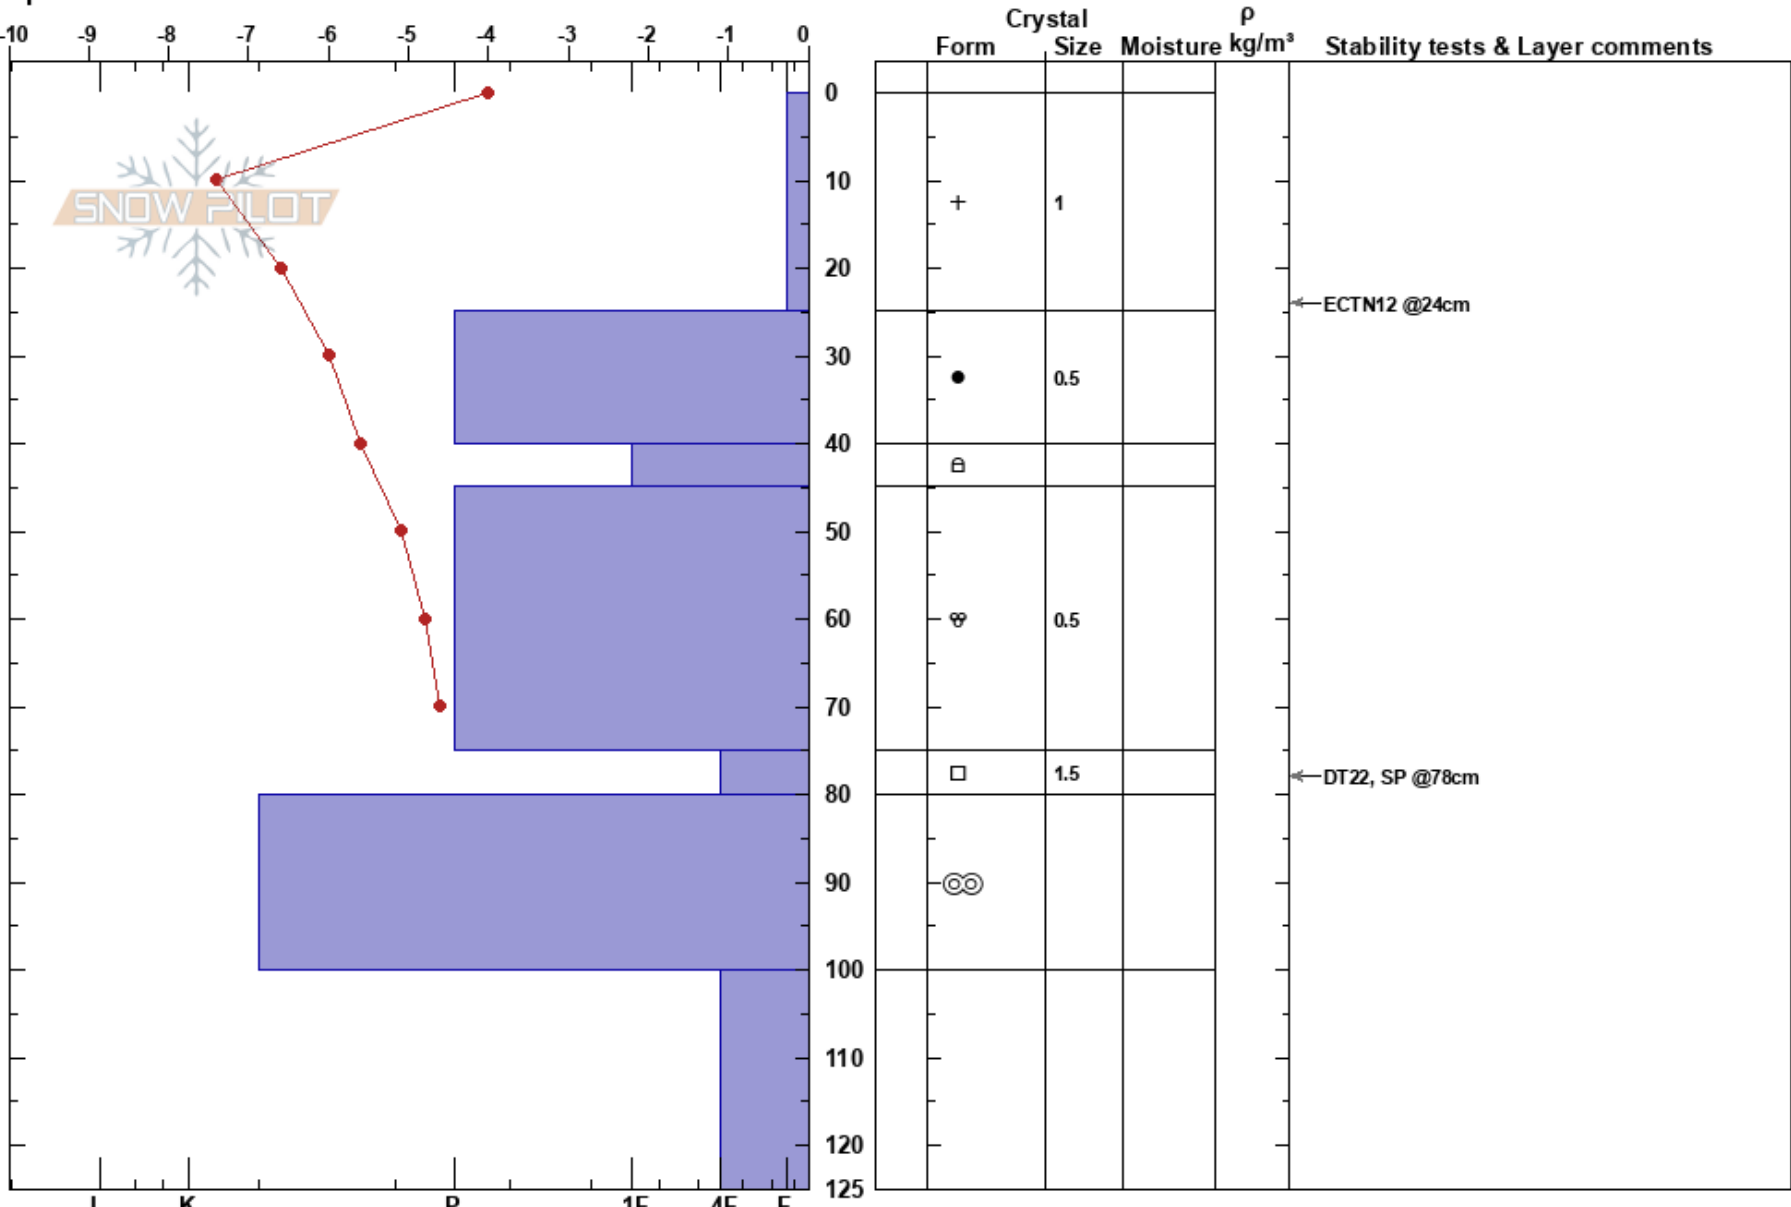 Crystal ρ
-10 -9 -8 -7 -6 -5 -4 -3 -2 -1 0 Form Size Moisture kg/m³ Stability tests & Layer comments
0
SNOW PILOT
10
+ 1
20
ECTN12 @24cm
30
0.5
40
50
60 0.5
70
1.5 DT22, SP @78cm
80
90
100
110
120
125
I K P 1F 4F F